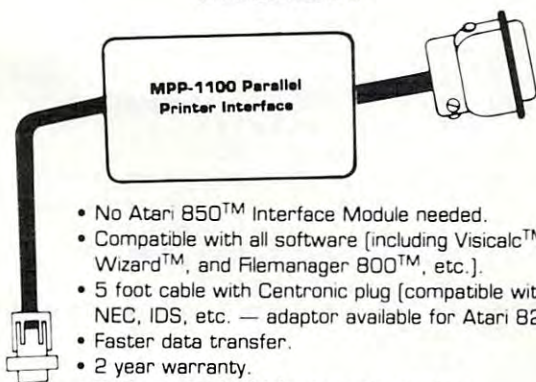 MPP-1100 Parallel
Printer Interface
• No Atari 850™ Interface Module needed.
• Compatible with all software (including Visicalc™
Wizard™, and Filemanager 800™, etc.).
• 5 foot cable with Centronic plug (compatible
NEC, IDS, etc. — adaptor available for Atari
• Faster data transfer.
• 2 year warranty.